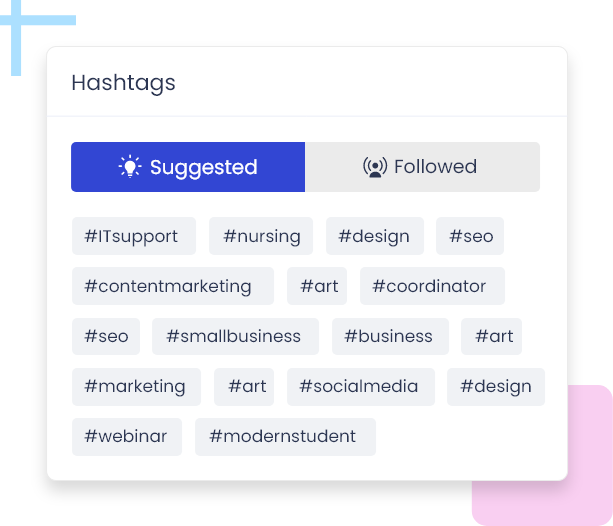 Hashtags
Suggested Followed
#ITsupport #nursing #design #seo
#contentmarketing #art #coordinator
#seo #smallbusiness #business #art
#marketing #art #socialmedia #design
#webinar #modernstudent